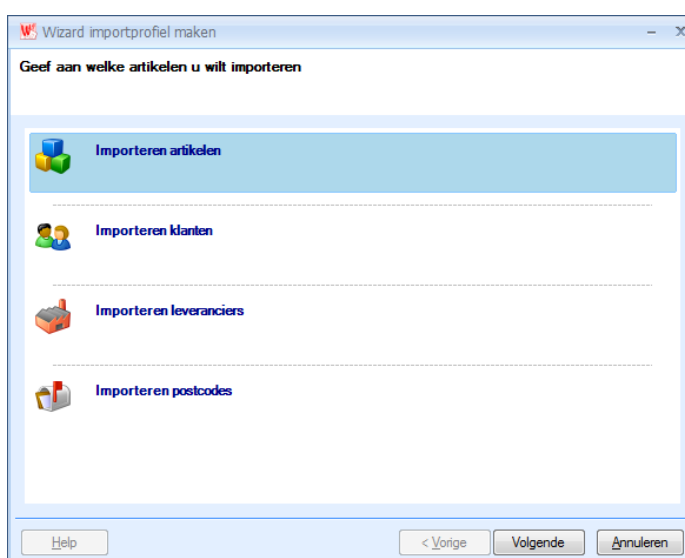 Wizard importprofiel maken
Geef aan welke artikelen u wilt importeren
Importeren artikelen
Importeren klanten
Importeren leveranciers
Importeren postcodes
Help < Vorige Volgende Annuleren